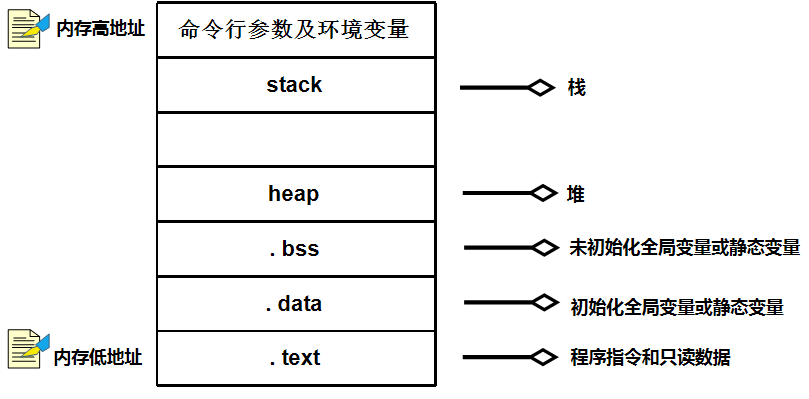 内存高地址 命令行参数及环境变量
stack 栈
heap 堆
. bss 未初始化全局变量或静态变量
. data 初始化全局变量或静态变量
内存低地址 . text 程序指令和只读数据